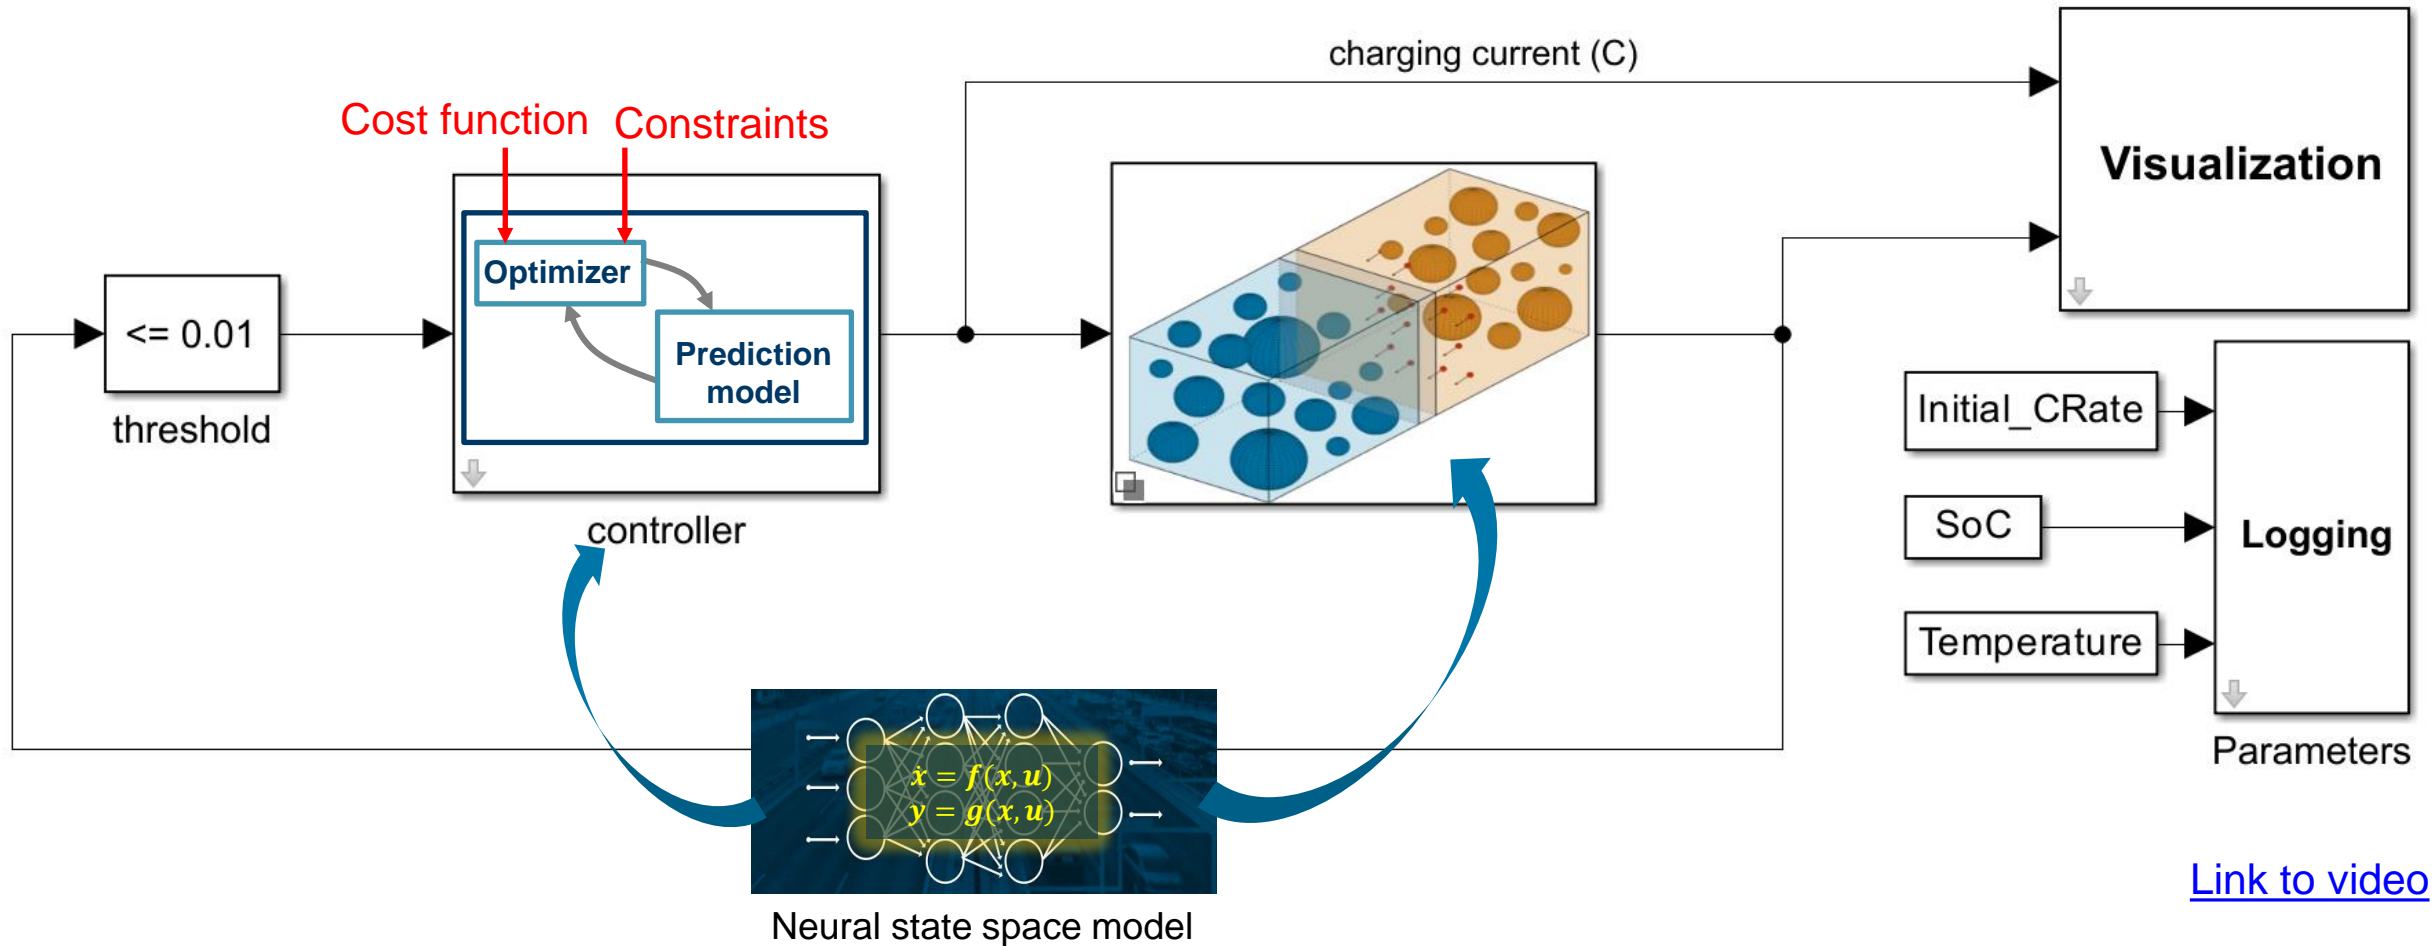 charging current (C)
Cost function
Constraints
Visualization
Optimizer
Prediction
model
<= 0.01
threshold
controller
Initial_CRate
SoC
Temperature
Logging
Parameters
ẋ = f(x, u)
y = g(x, u)
Neural state space model
Link to video